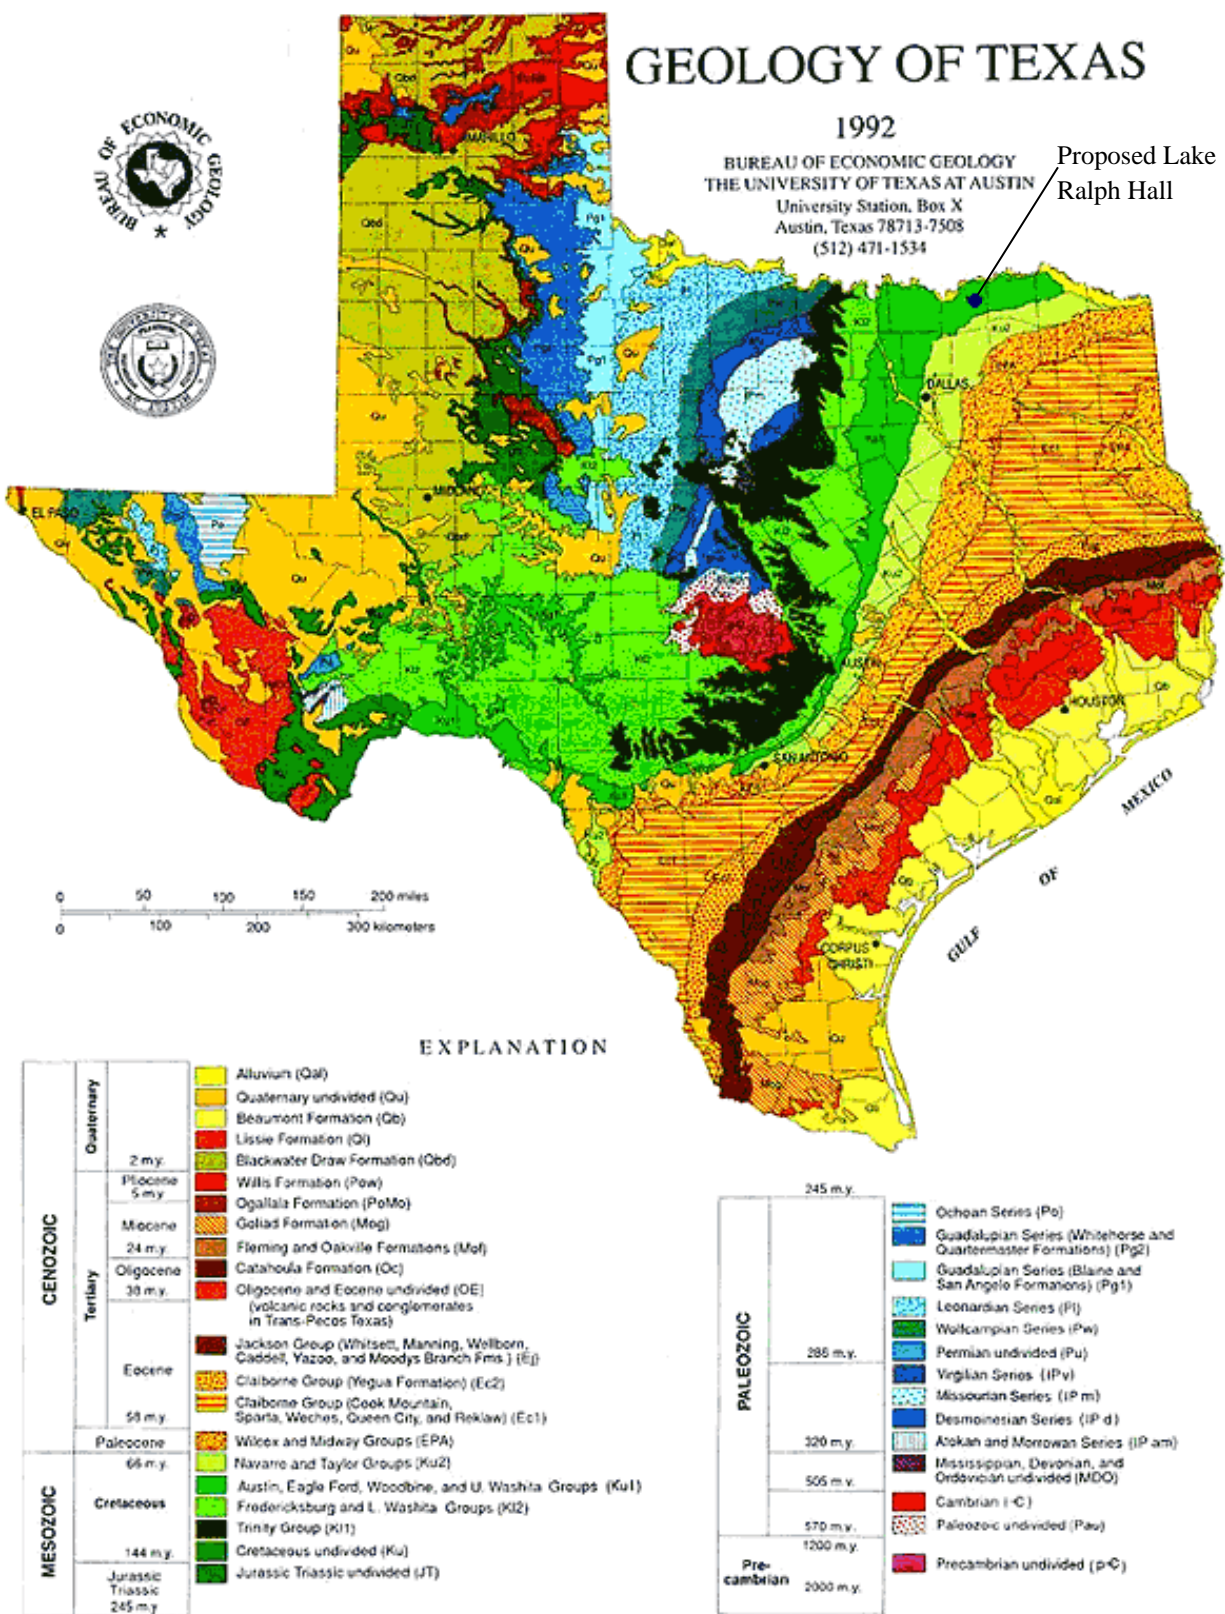 GEOLOGY OF TEXAS
1992
BUREAU OF ECONOMIC GEOLOGY
THE UNIVERSITY OF TEXAS AT AUSTIN
University Station, Box X
Austin, Texas 78713-7508
(512) 471-1534
Proposed Lake
Ralph Hall
BUREAU OF ECONOMIC GEOLOGY
THE UNIVERSITY OF TEXAS
AT AUSTIN
AMARILLO
DALLAS
MIDLAND
EL PASO
AUSTIN
HOUSTON
SAN ANTONIO
CORPUS
CHRISTI
GULF
OF
MEXICO
0 50 100 150 200 miles
0 100 200 300 kilometers
EXPLANATION
CENOZOIC
Quaternary
2 m.y.
Tertiary
Pliocene
5 m.y.
Miocene
24 m.y.
Oligocene
38 m.y.
Eocene
58 m.y.
Paleocene
66 m.y.
MESOZOIC
Cretaceous
144 m.y.
Jurassic
Triassic
245 m.y
Alluvium (Qal)
Quaternary undivided (Qu)
Beaumont Formation (Qb)
Lissie Formation (Ql)
Blackwater Draw Formation (Qbd)
Willis Formation (Pow)
Ogallala Formation (PoMo)
Goliad Formation (Mog)
Fleming and Oakville Formations (Mof)
Catahoula Formation (Oc)
Oligocene and Eocene undivided (OE)
(volcanic rocks and conglomerates
in Trans-Pecos Texas)
Jackson Group (Whitsett, Manning, Wellborn,
Caddell, Yazoo, and Moodys Branch Fms.) (Ej)
Claiborne Group (Yegua Formation) (Ec2)
Claiborne Group (Cook Mountain,
Sparta, Weches, Queen City, and Reklaw) (Ec1)
Wilcox and Midway Groups (EPA)
Navarro and Taylor Groups (Ku2)
Austin, Eagle Ford, Woodbine, and U. Washita Groups (Ku1)
Fredericksburg and L. Washita Groups (Kl2)
Trinity Group (Kl1)
Cretaceous undivided (Ku)
Jurassic Triassic undivided (JT)
245 m.y.
PALEOZOIC
286 m.y.
320 m.y.
505 m.y.
570 m.y.
1200 m.y.
Pre-
cambrian
2000 m.y.
Ochoan Series (Po)
Guadalupian Series (Whitehorse and
Quartermaster Formations) (Pg2)
Guadalupian Series (Blaine and
San Angelo Formations) (Pg1)
Leonardian Series (Pl)
Wolfcampian Series (Pw)
Permian undivided (Pu)
Virgilian Series (IPv)
Missourian Series (IPm)
Desmoinesian Series (IPd)
Atokan and Morrowan Series (IPam)
Mississippian, Devonian, and
Ordovician undivided (MDO)
Cambrian (-C)
Paleozoic undivided (Pau)
Precambrian undivided (p-C)